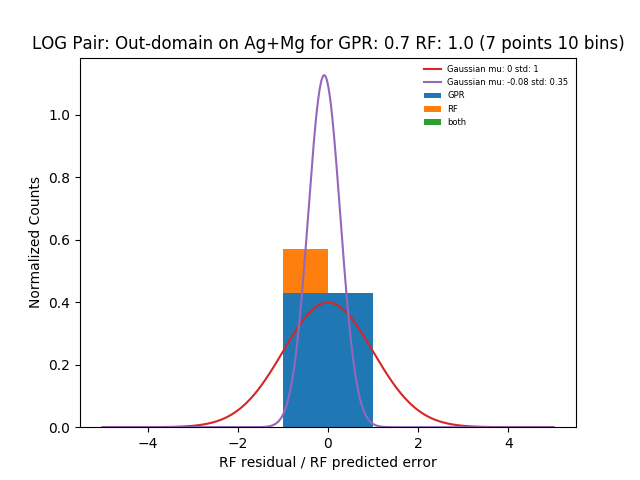 LOG Pair: Out-domain on Ag+Mg for GPR: 0.7 RF: 1.0 (7 points 10 bins)
Gaussian mu: 0 std: 1
Gaussian mu: -0.08 std: 0.35
GPR
RF
both
Normalized Counts
1.0
0.8
0.6
0.4
0.2
0.0
−4 −2 0 2 4
RF residual / RF predicted error